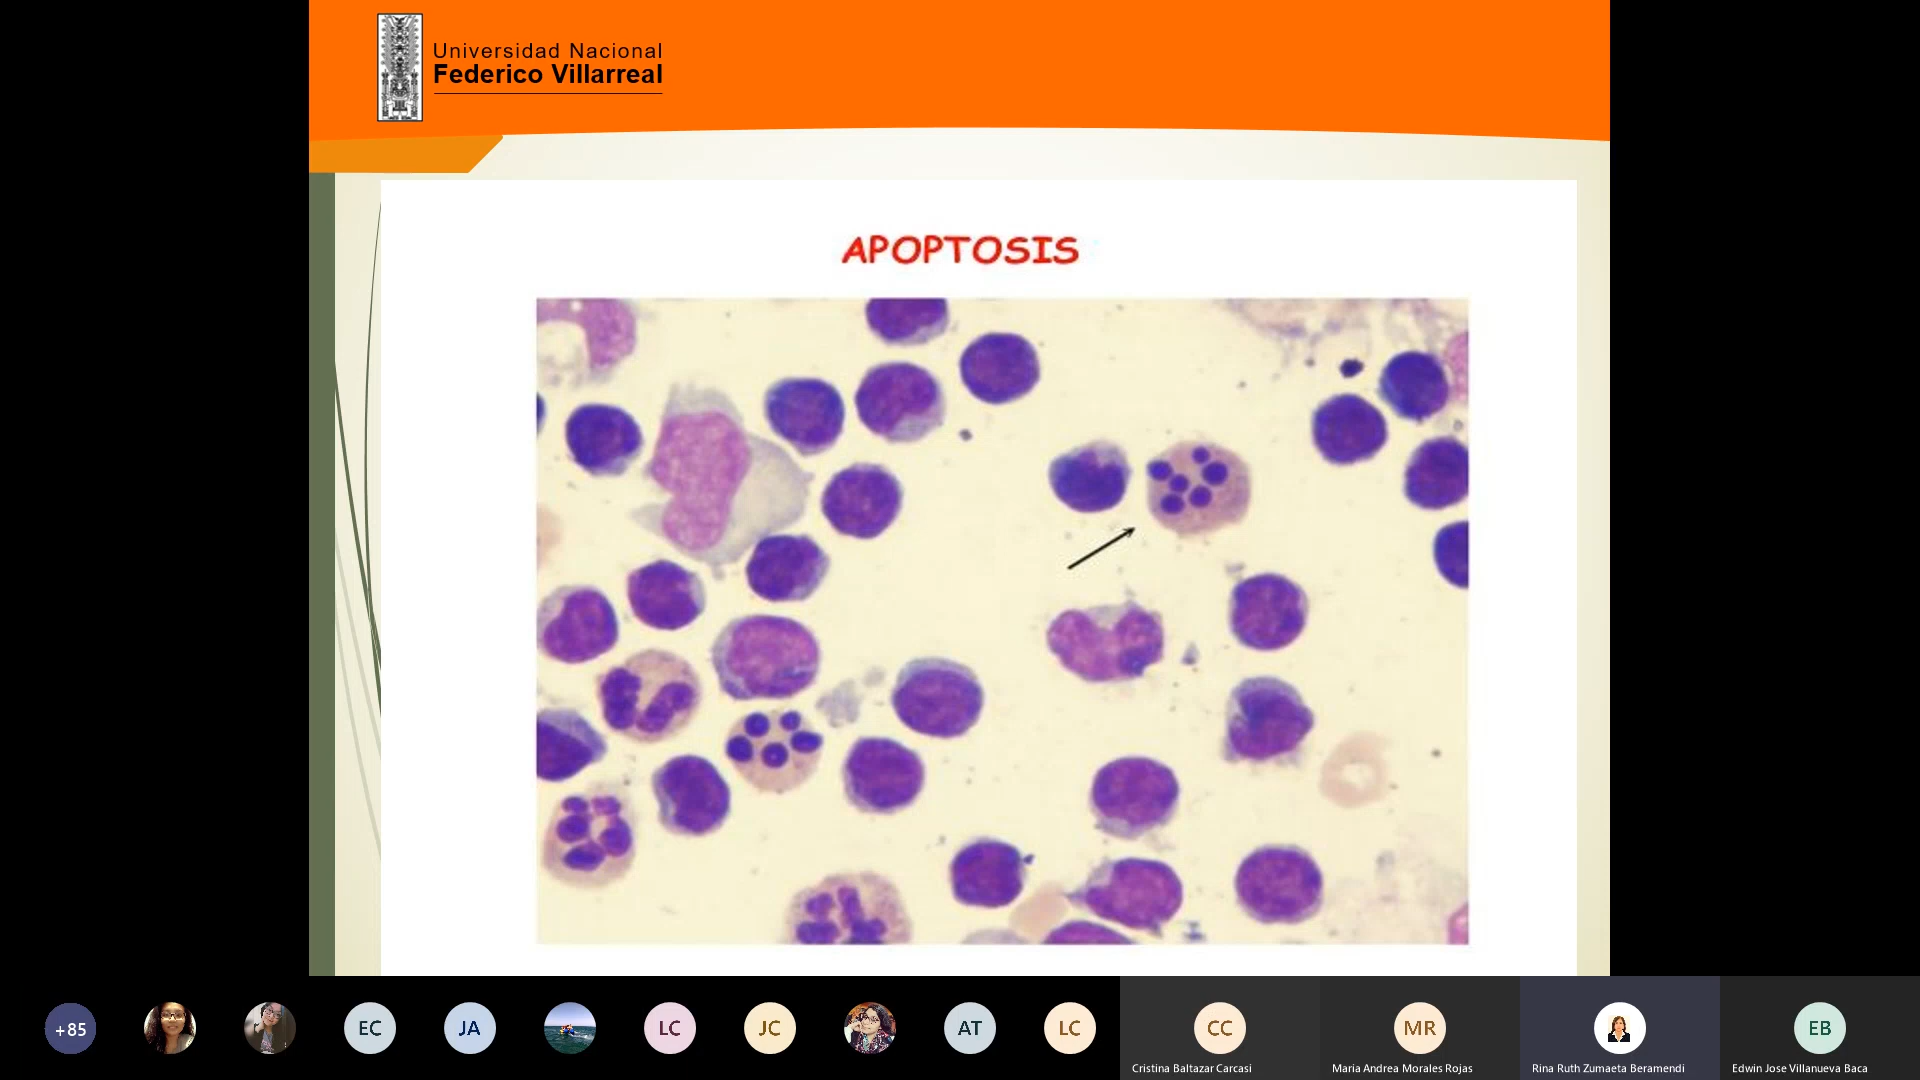 Universidad Nacional
Federico Villarreal
APOPTOSIS
+85
EC
JA
LC
JC
AT
LC
CC
MR
EB
Cristina Baltazar Carcasi
Maria Andrea Morales Rojas
Rina Ruth Zumaeta Beramendi
Edwin Jose Villanueva Baca